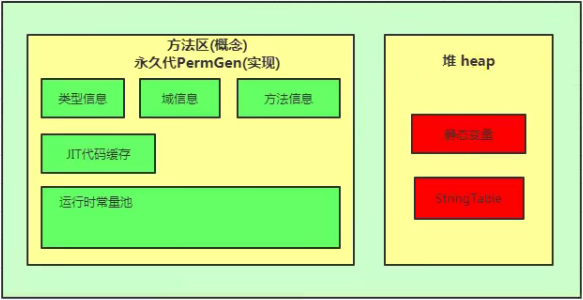 方法区(概念)
永久代PermGen(实现)
类型信息
域信息
方法信息
JIT代码缓存
运行时常量池
堆 heap
静态变量
StringTable